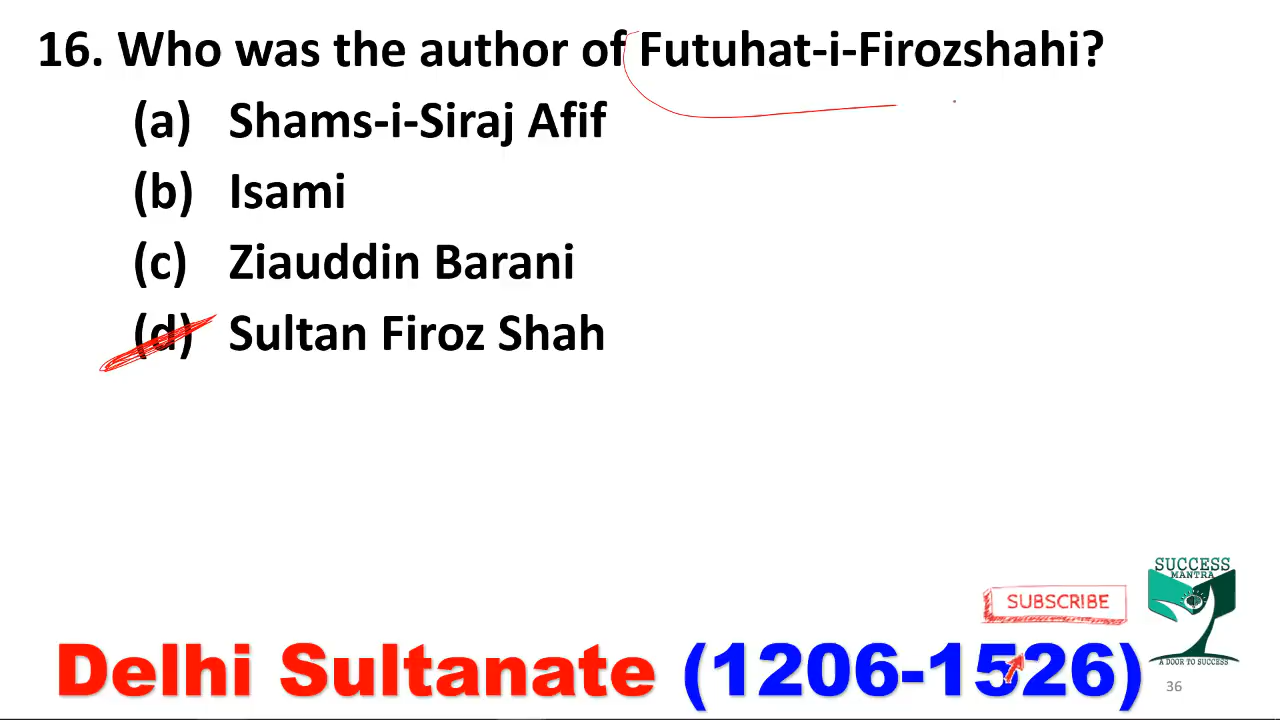 16. Who was the author of Futuhat-i-Firozshahi?
(a) Shams-i-Siraj Afif
(b) Isami
(c) Ziauddin Barani
(d) Sultan Firoz Shah
SUCCESS
MANTRA
A DOOR TO SUCCESS
SUBSCRIBE
Delhi Sultanate (1206-1526)
36